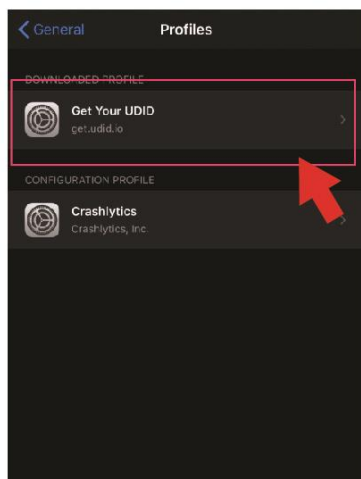 General
Profiles
DOWNLOADED PROFILE
Get Your UDID
get.udid.io
CONFIGURATION PROFILE
Crashlytics
Crashlytics, Inc.